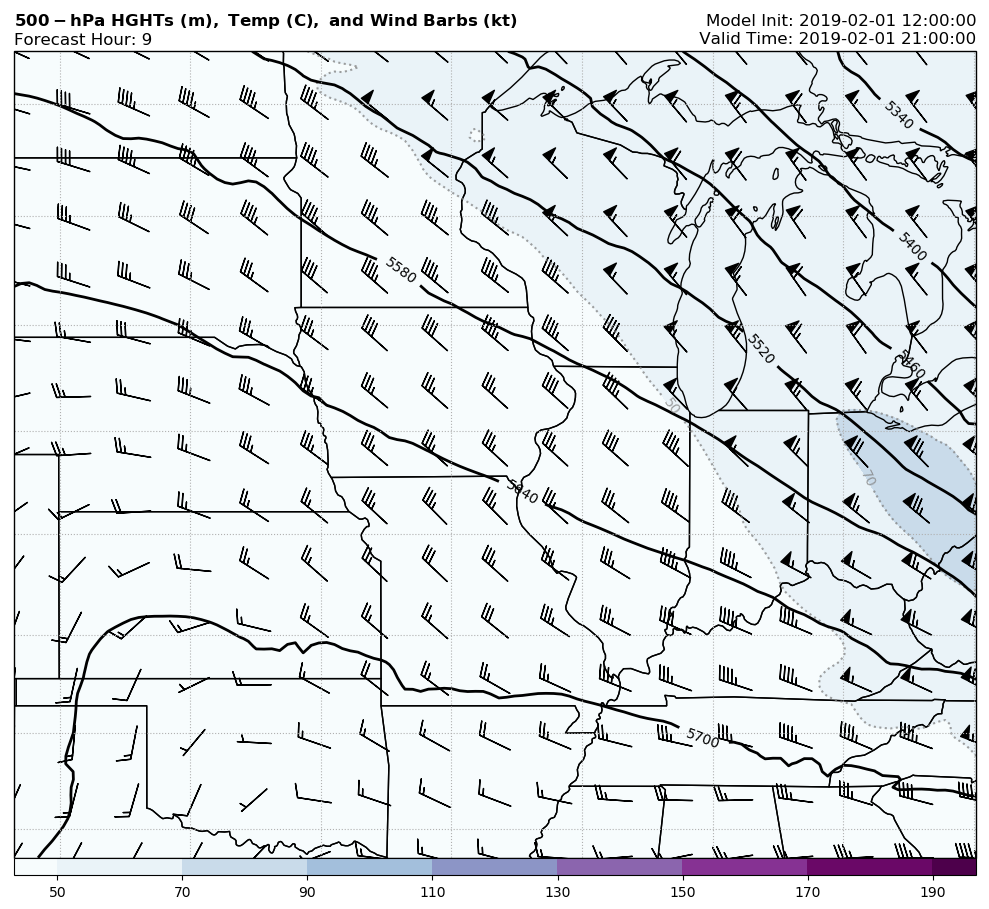 500-hPa HGHTs (m), Temp (C), and Wind Barbs (kt)
Model Init: 2019-02-01 12:00:00
Forecast Hour: 9
Valid Time: 2019-02-01 21:00:00
5340
5400
5580
5520
5460
50
70
5640
5700
50 70 90 110 130 150 170 190